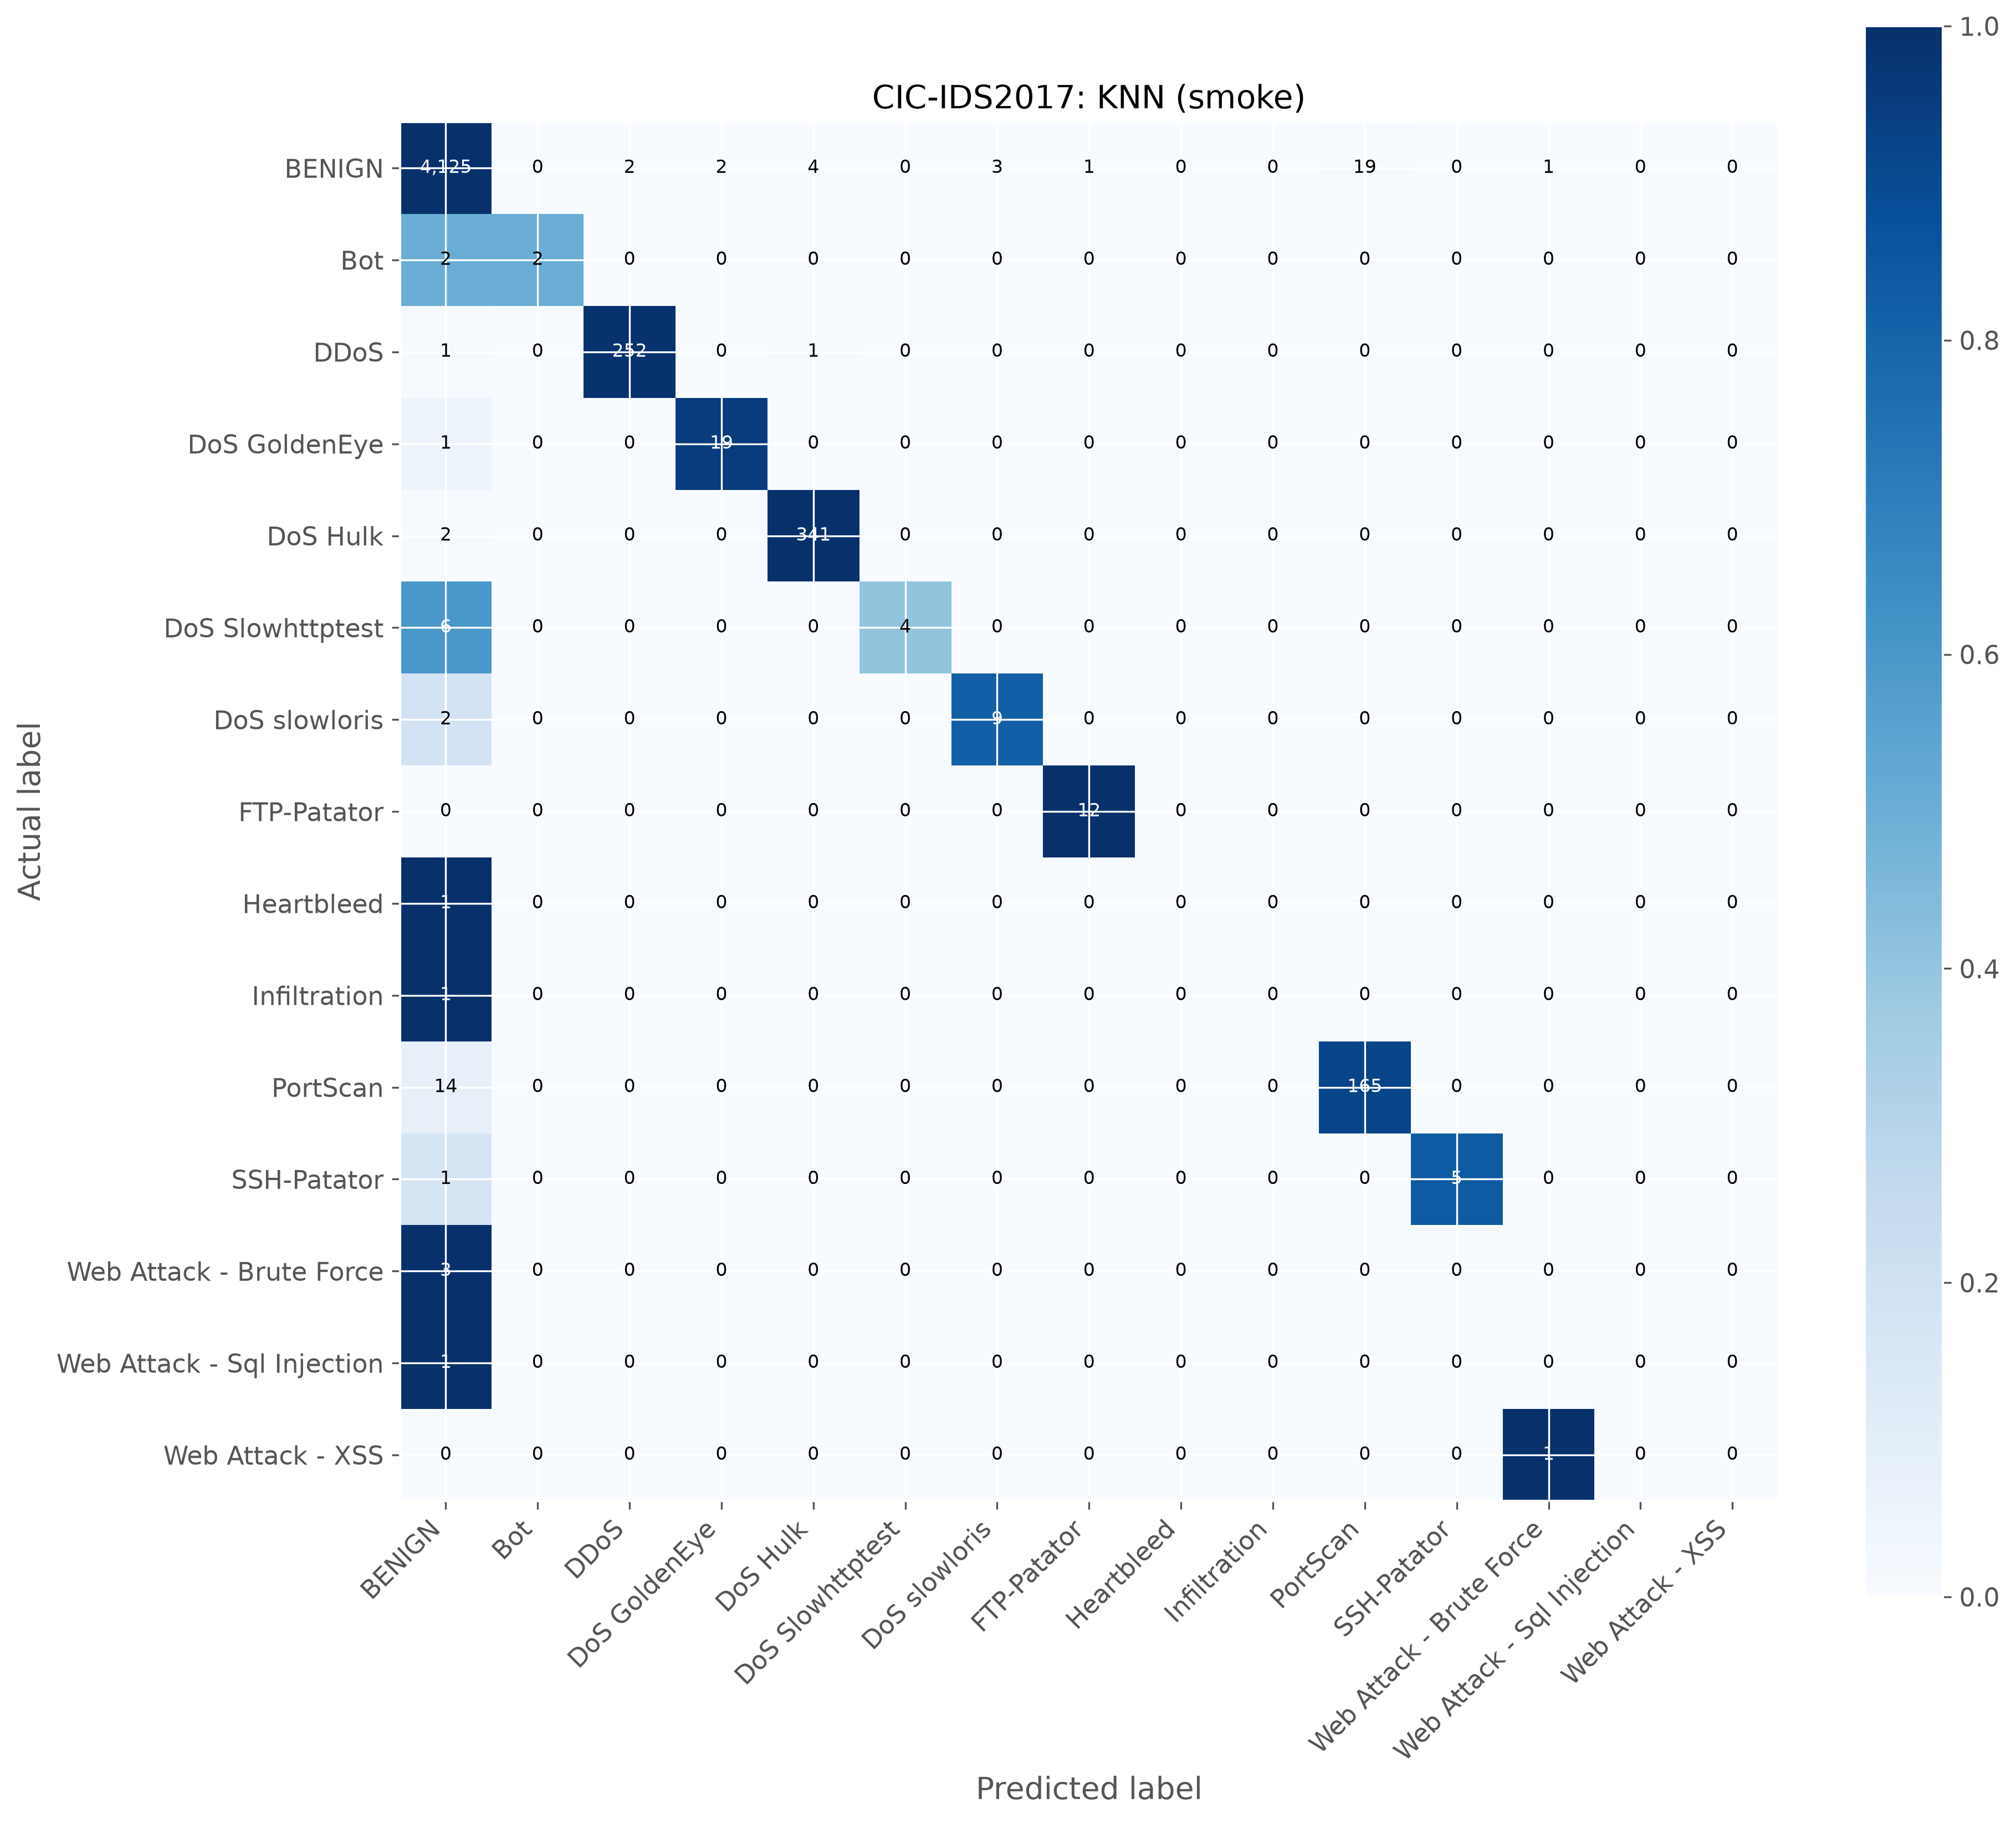 CIC-IDS2017: KNN (smoke)
1.0
BENIGN 4,125 0 2 2 4 0 3 1 0 0 19 0 1 0 0
Bot 2 2 0 0 0 0 0 0 0 0 0 0 0 0 0
DDoS 1 0 252 0 1 0 0 0 0 0 0 0 0 0 0
0.8
DoS GoldenEye 1 0 0 19 0 0 0 0 0 0 0 0 0 0 0
DoS Hulk 2 0 0 0 341 0 0 0 0 0 0 0 0 0 0
DoS Slowhttptest 6 0 0 0 0 4 0 0 0 0 0 0 0 0 0
0.6
DoS slowloris 2 0 0 0 0 0 9 0 0 0 0 0 0 0 0
FTP-Patator 0 0 0 0 0 0 0 12 0 0 0 0 0 0 0
Actual label
Heartbleed 1 0 0 0 0 0 0 0 0 0 0 0 0 0 0
0.4
Infiltration 1 0 0 0 0 0 0 0 0 0 0 0 0 0 0
PortScan 14 0 0 0 0 0 0 0 0 0 165 0 0 0 0
SSH-Patator 1 0 0 0 0 0 0 0 0 0 0 5 0 0 0
Web Attack - Brute Force 3 0 0 0 0 0 0 0 0 0 0 0 0 0 0
0.2
Web Attack - Sql Injection 1 0 0 0 0 0 0 0 0 0 0 0 0 0 0
Web Attack - XSS 0 0 0 0 0 0 0 0 0 0 0 0 1 0 0
0.0
BENIGN
Bot
DDoS
DoS GoldenEye
DoS Hulk
DoS Slowhttptest
DoS slowloris
FTP-Patator
Heartbleed
Infiltration
PortScan
SSH-Patator
Web Attack - Brute Force
Web Attack - Sql Injection
Web Attack - XSS
Predicted label